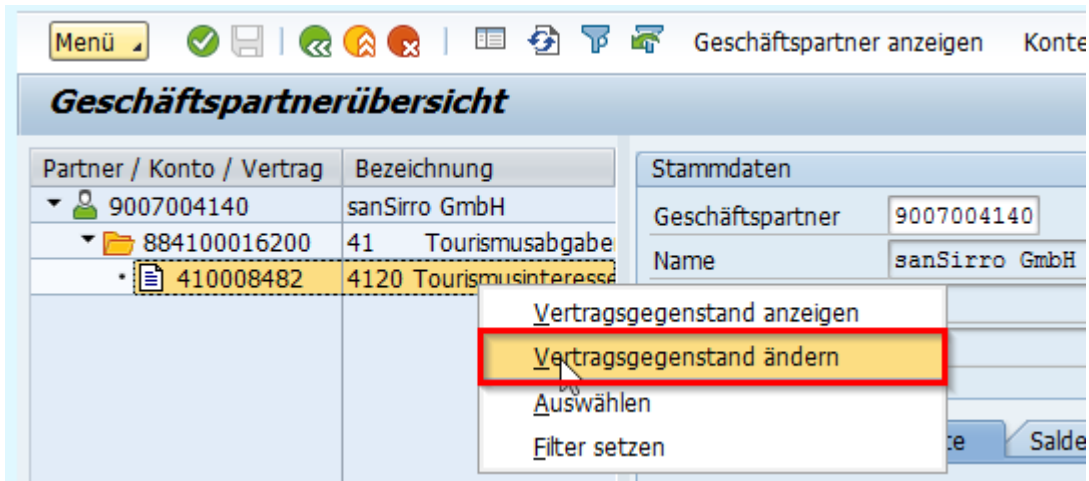 Menü Geschäftspartner anzeigen Konte
Geschäftspartnerübersicht
Partner / Konto / Vertrag Bezeichnung Stammdaten
9007004140 sanSirro GmbH Geschäftspartner 9007004140
884100016200 41 Tourismusabgabe Name sanSirro GmbH
410008482 4120 Tourismusinteresse
Vertragsgegenstand anzeigen
Vertragsgegenstand ändern
Auswählen
Filter setzen
te Salde